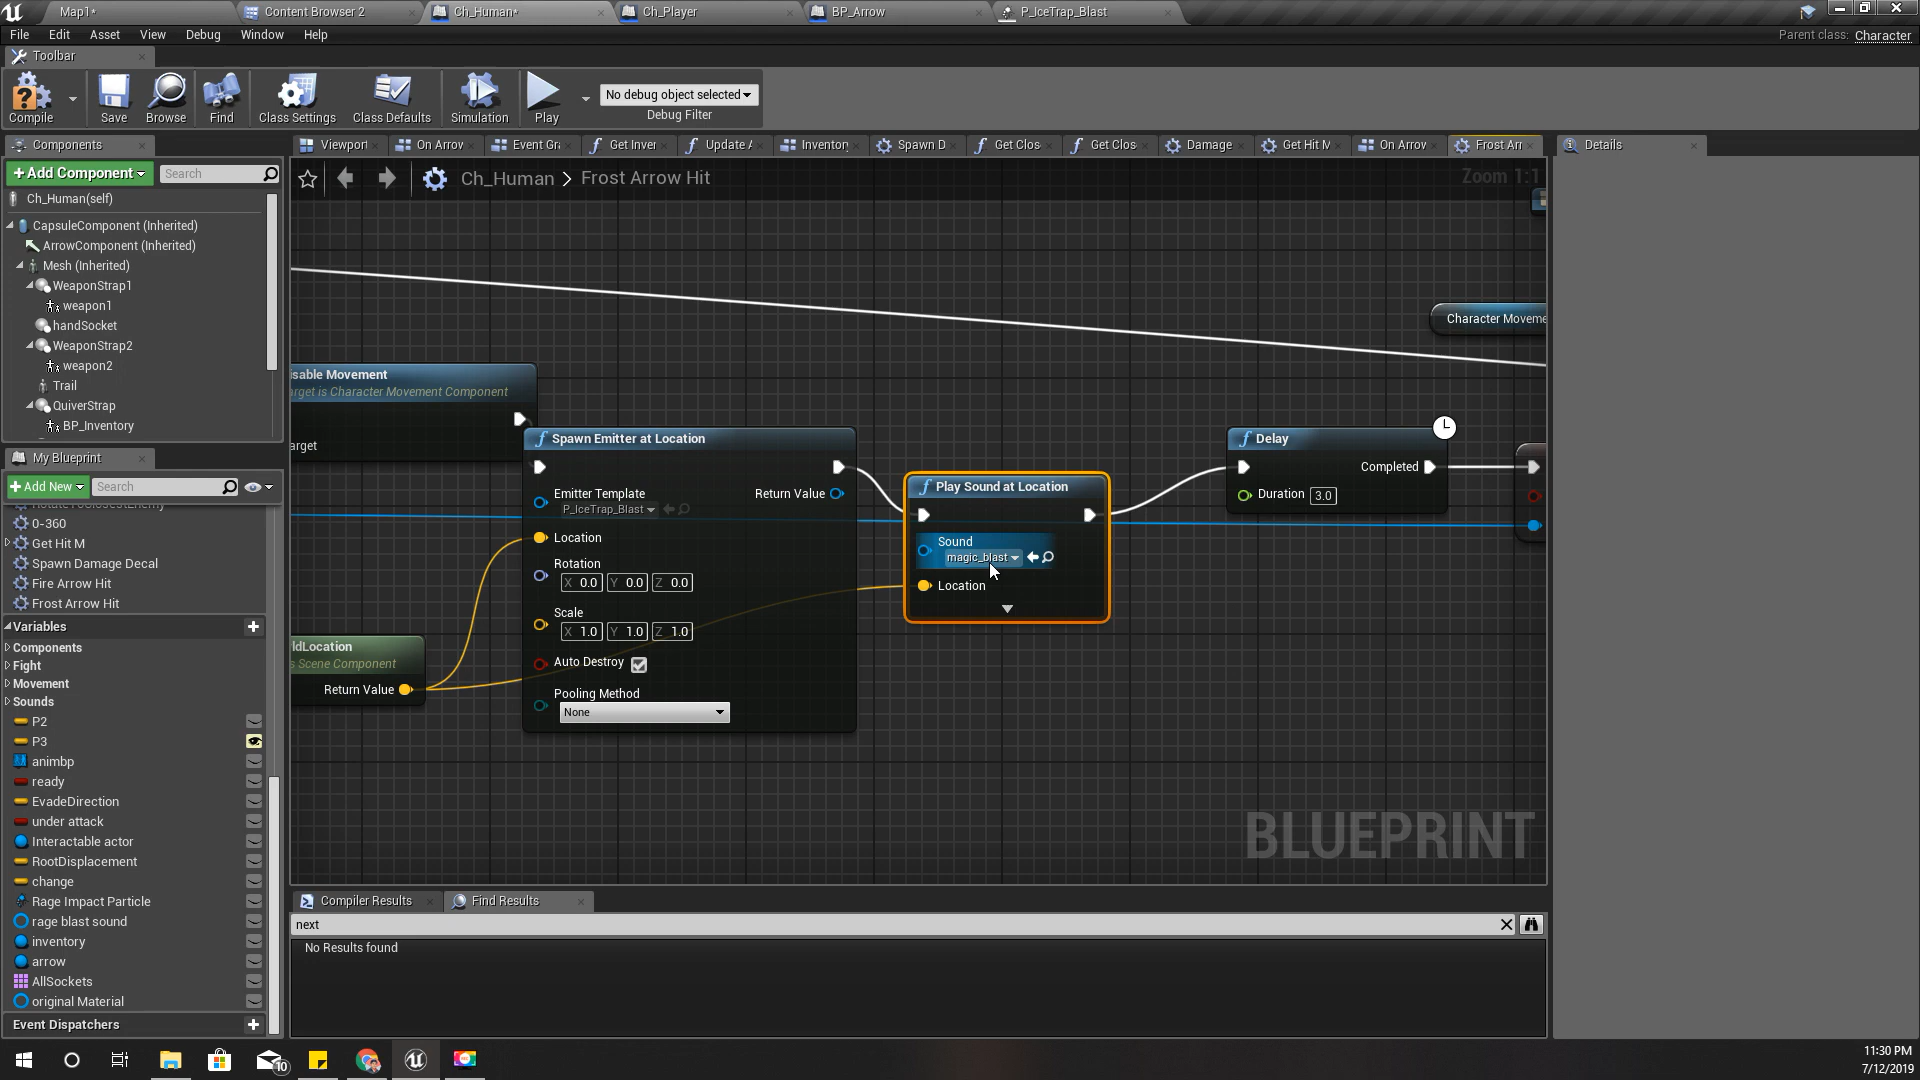 Map1*
Content Browser 2
Ch_Human*
Ch_Player
BP_Arrow
P_IceTrap_Blast
File Edit Asset View Window Debug Help
Parent class: Character
Toolbar
Compile
Save
Browse
Find
Class Settings
Class Defaults
Simulation
Play
No debug object selected
Debug Filter
Components
+Add Component
Search
Ch_Human(self)
CapsuleComponent (Inherited)
ArrowComponent (Inherited)
Mesh (Inherited)
WeaponStrap1
weapon1
handSocket
WeaponStrap2
weapon2
Trail
QuiverStrap
BP_Inventory
My Blueprint
+Add New
Search
0-360
Get Hit M
Spawn Damage Decal
Fire Arrow Hit
Frost Arrow Hit
Variables
Components
Fight
Movement
Sounds
P2
P3
animbp
ready
EvadeDirection
under attack
Interactable actor
RootDisplacement
change
Rage Impact Particle
rage blast sound
inventory
arrow
AllSockets
original Material
Event Dispatchers
Viewport
On Arrov
Event Gra
Get Inver
Update A
Inventory
Spawn D
Get Clos
Get Clos
Damage
Get Hit M
On Arrov
Frost Arr
Ch_Human > Frost Arrow Hit
Zoom 1:1
isable Movement
arget is Character Movement Component
arget
Spawn Emitter at Location
Emitter Template
P_IceTrap_Blast
Return Value
Location
Rotation
X 0.0 Y 0.0 Z 0.0
Scale
X 1.0 Y 1.0 Z 1.0
Auto Destroy
Pooling Method
None
ldLocation
s Scene Component
Return Value
Play Sound at Location
Sound
magic_blast
Location
Delay
Completed
Duration 3.0
Character Moveme
BLUEPRINT
Details
Compiler Results
Find Results
next
No Results found
10
11:30 PM
7/12/2019